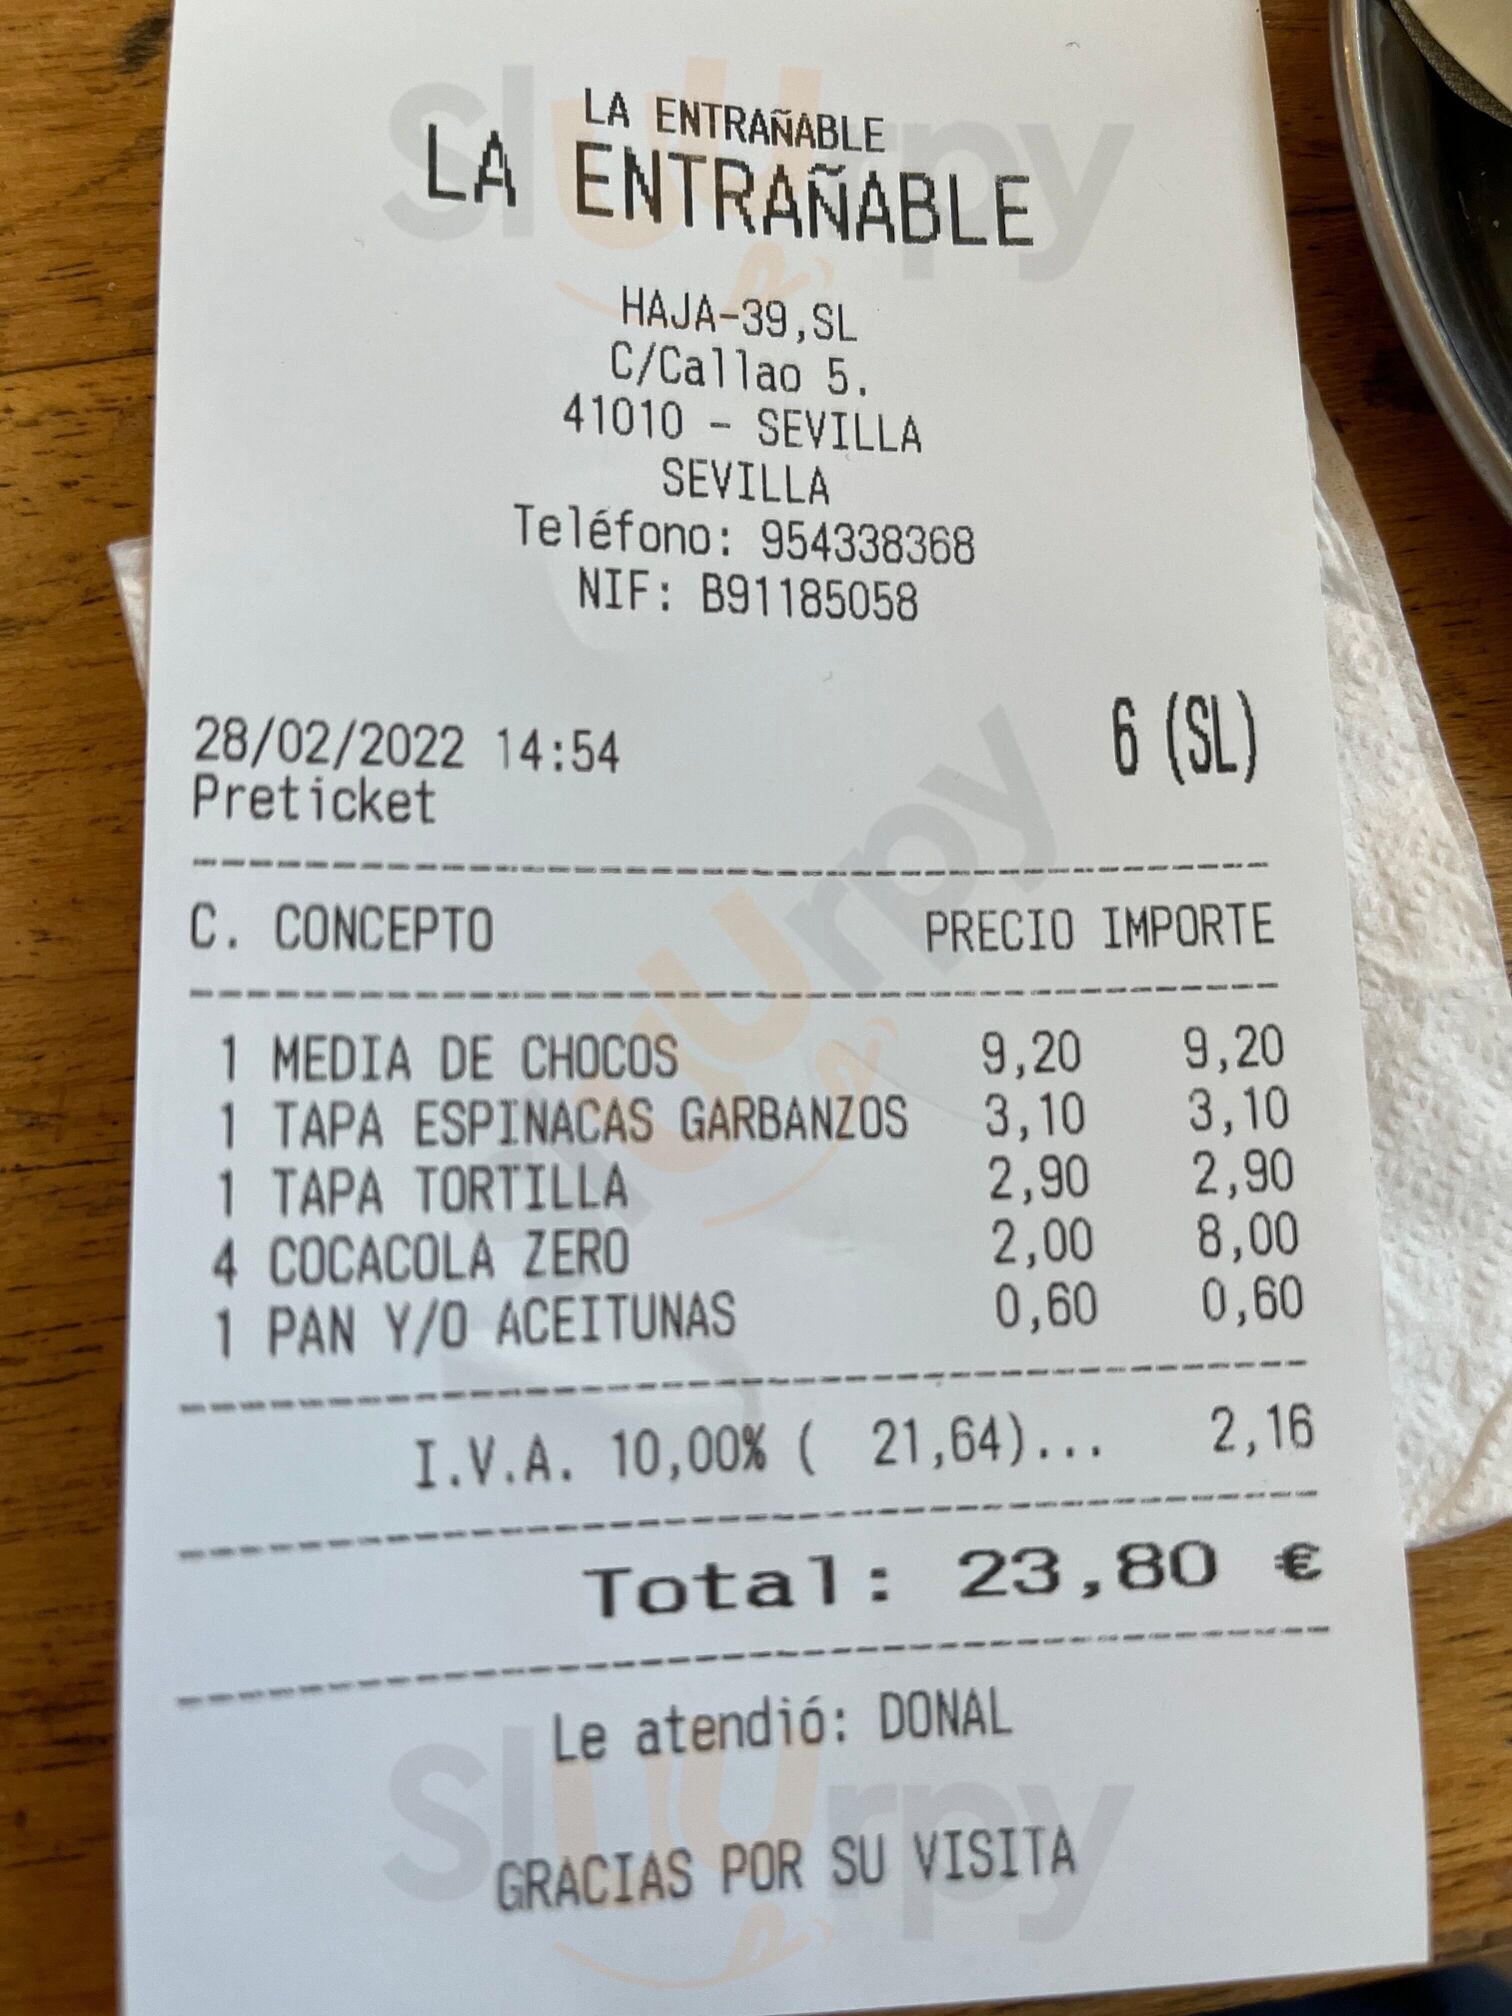 LA ENTRAÑABLE
LA ENTRAÑABLE
HAJA-39,SL
C/Callao 5.
41010 - SEVILLA
SEVILLA
Teléfono: 954338368
NIF: B91185058
28/02/2022 14:54 6 (SL)
Preticket
C. CONCEPTO PRECIO IMPORTE
1 MEDIA DE CHOCOS 9,20 9,20
1 TAPA ESPINACAS GARBANZOS 3,10 3,10
1 TAPA TORTILLA 2,90 2,90
4 COCACOLA ZERO 2,00 8,00
1 PAN Y/O ACEITUNAS 0,60 0,60
I.V.A. 10,00% ( 21,64)... 2,16
Total: 23,80 €
Le atendió: DONAL
GRACIAS POR SU VISITA
sluurpy
sluurpy
sluurpy